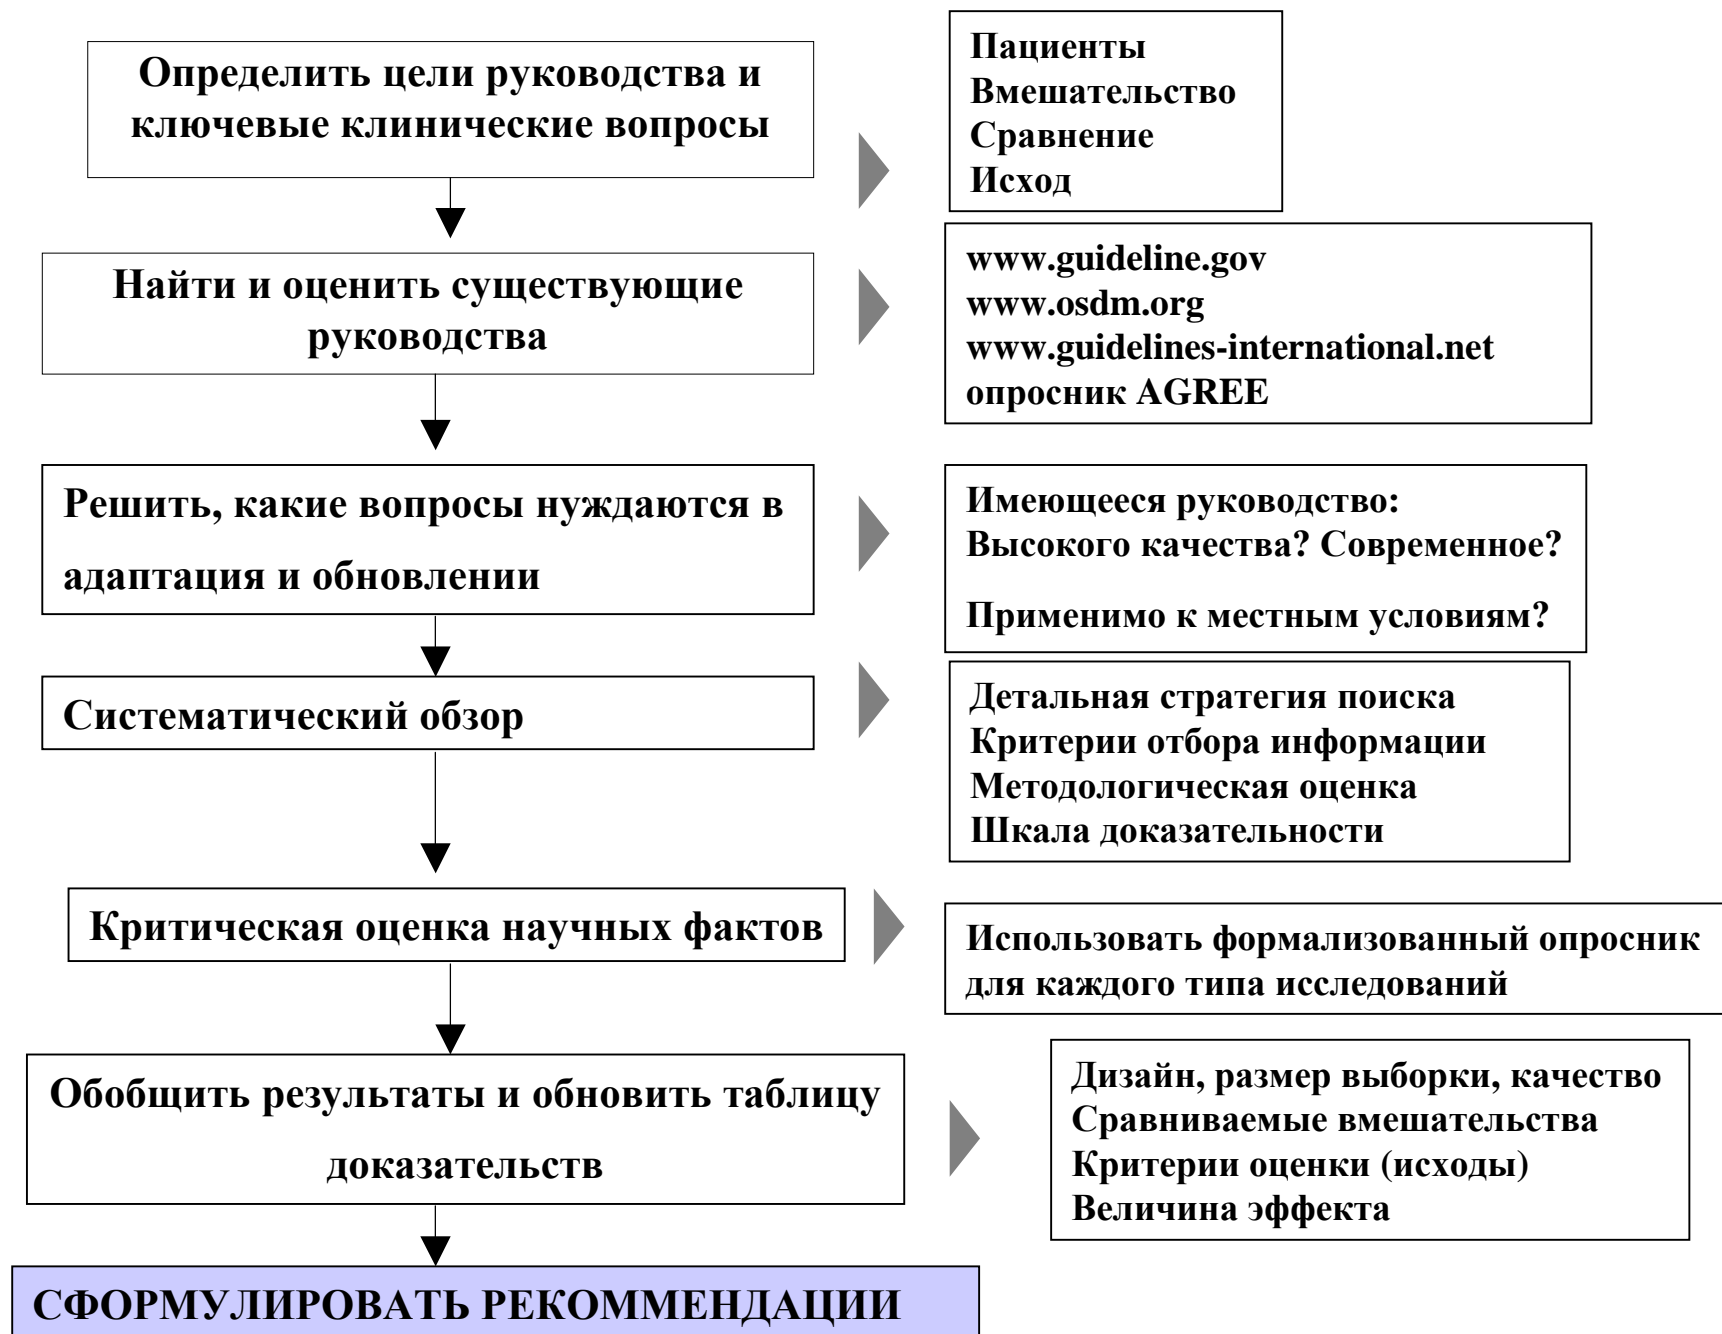 Определить цели руководства и
ключевые клинические вопросы
Пациенты
Вмешательство
Сравнение
Исход
Найти и оценить существующие
руководства
www.guideline.gov
www.osdm.org
www.guidelines-international.net
опросник AGREE
Решить, какие вопросы нуждаются в
адаптация и обновлении
Имеющееся руководство:
Высокого качества? Современное?
Применимо к местным условиям?
Систематический обзор
Детальная стратегия поиска
Критерии отбора информации
Методологическая оценка
Шкала доказательности
Критическая оценка научных фактов
Использовать формализованный опросник
для каждого типа исследований
Обобщить результаты и обновить таблицу
доказательств
Дизайн, размер выборки, качество
Сравниваемые вмешательства
Критерии оценки (исходы)
Величина эффекта
СФОРМУЛИРОВАТЬ РЕКОММЕНДАЦИИ